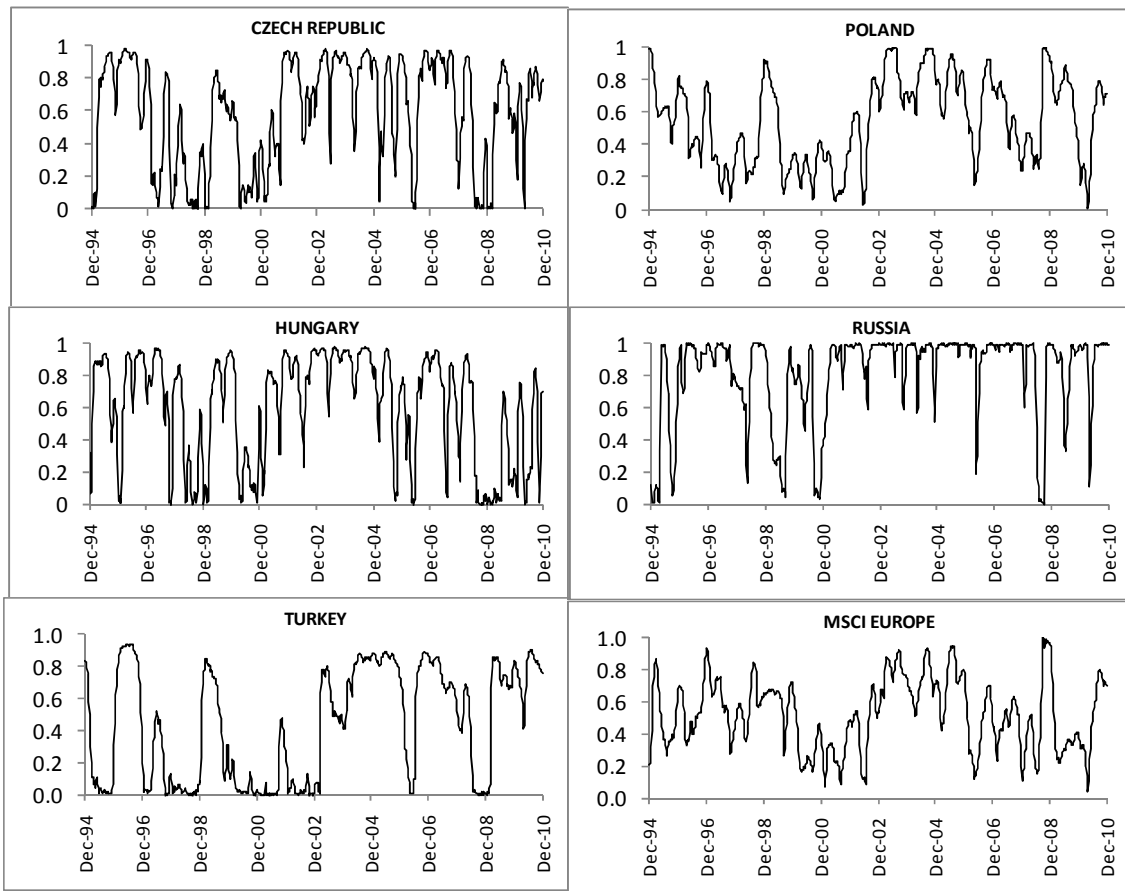 CZECH REPUBLIC
1
0.8
0.6
0.4
0.2
0
Dec-94
Dec-96
Dec-98
Dec-00
Dec-02
Dec-04
Dec-06
Dec-08
Dec-10
POLAND
1
0.8
0.6
0.4
0.2
0
Dec-94
Dec-96
Dec-98
Dec-00
Dec-02
Dec-04
Dec-06
Dec-08
Dec-10
HUNGARY
1
0.8
0.6
0.4
0.2
0
Dec-94
Dec-96
Dec-98
Dec-00
Dec-02
Dec-04
Dec-06
Dec-08
Dec-10
RUSSIA
1
0.8
0.6
0.4
0.2
0
Dec-94
Dec-96
Dec-98
Dec-00
Dec-02
Dec-04
Dec-06
Dec-08
Dec-10
TURKEY
1.0
0.8
0.6
0.4
0.2
0.0
Dec-94
Dec-96
Dec-98
Dec-00
Dec-02
Dec-04
Dec-06
Dec-08
Dec-10
MSCI EUROPE
1.0
0.8
0.6
0.4
0.2
0.0
Dec-94
Dec-96
Dec-98
Dec-00
Dec-02
Dec-04
Dec-06
Dec-08
Dec-10